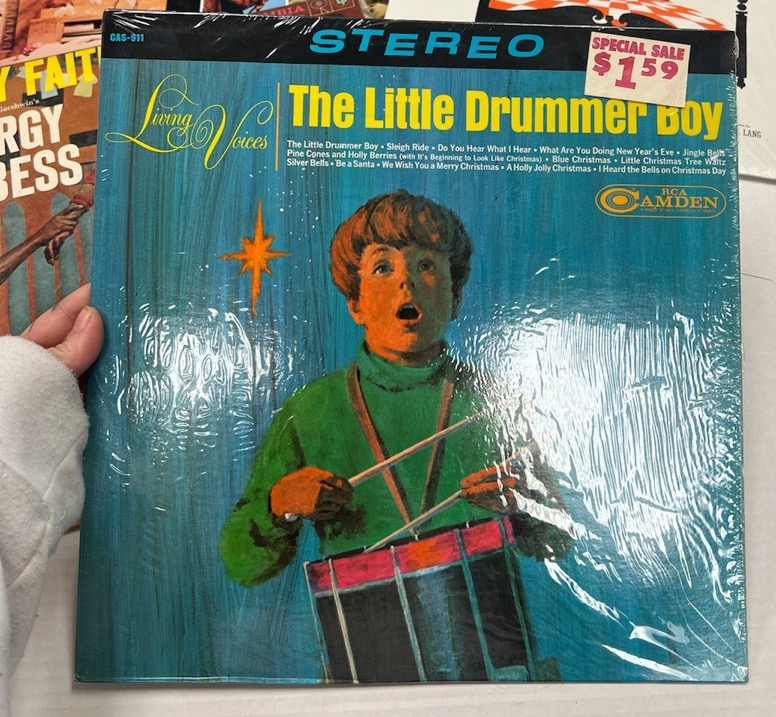 CAS-911
STEREO
SPECIAL SALE
$1.59
Living
Voices
The Little Drummer Boy
The Little Drummer Boy • Sleigh Ride • Do You Hear What I Hear • What Are You Doing New Year's Eve • Jingle Bells
Pine Cones and Holly Berries (with It's Beginning to Look Like Christmas) • Blue Christmas • Little Christmas Tree Waltz
Silver Bells • Be a Santa • We Wish You a Merry Christmas • A Holly Jolly Christmas • I Heard the Bells on Christmas Day
RCA
CAMDEN
Y FAIT
Gershwin's
RGY
BESS
LANG